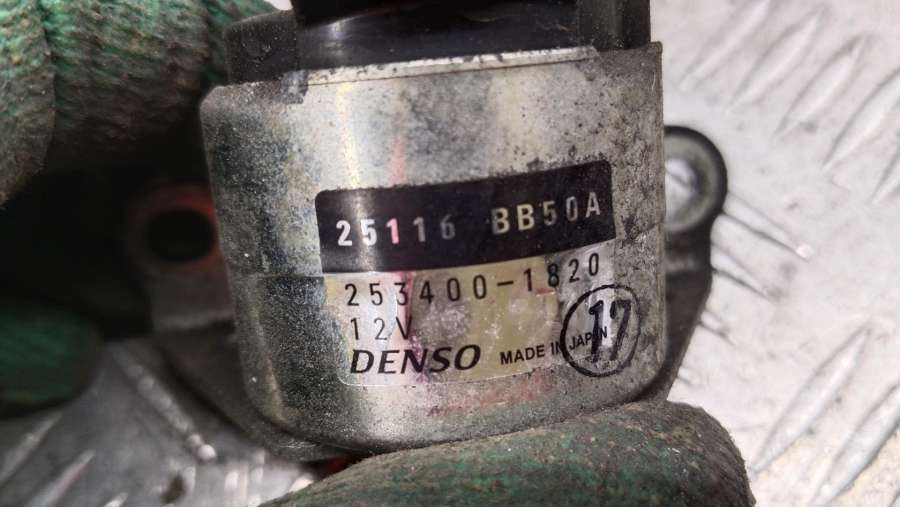 25116 BB50A
253400-1820
12V
DENSO MADE IN JAPAN
17